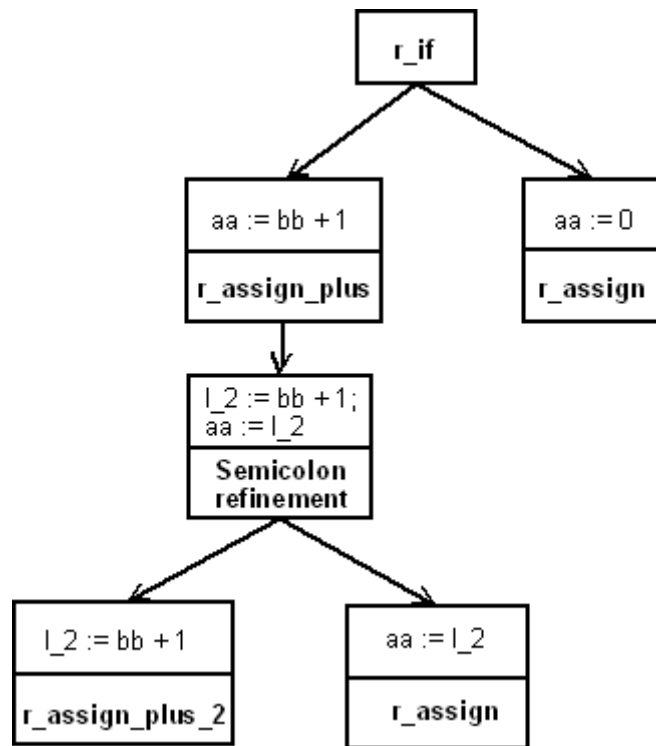 r_if
aa := bb + 1
r_assign_plus
aa := 0
r_assign
l_2 := bb + 1;
aa := l_2
Semicolon
refinement
l_2 := bb + 1
r_assign_plus_2
aa := l_2
r_assign